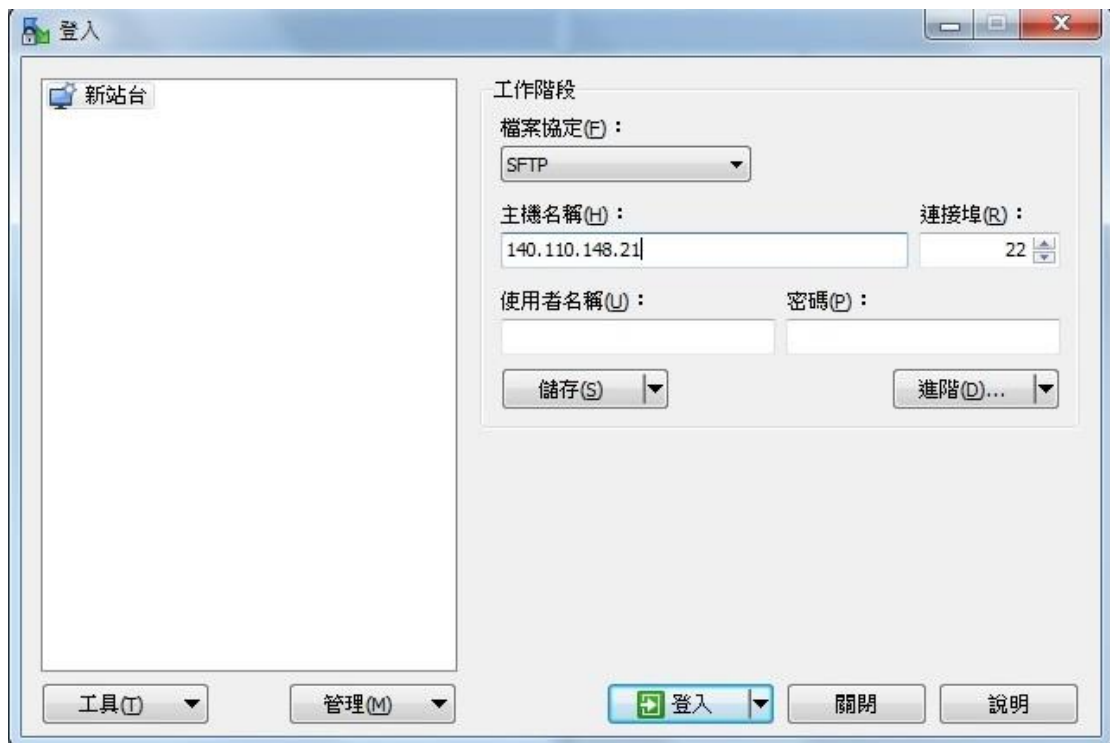 登入
新站台
工作階段
檔案協定(F)：
SFTP
主機名稱(H)： 連接埠(R)：
140.110.148.21 22
使用者名稱(U)： 密碼(P)：
儲存(S) 進階(D)...
工具(T) 管理(M) 登入 關閉 說明